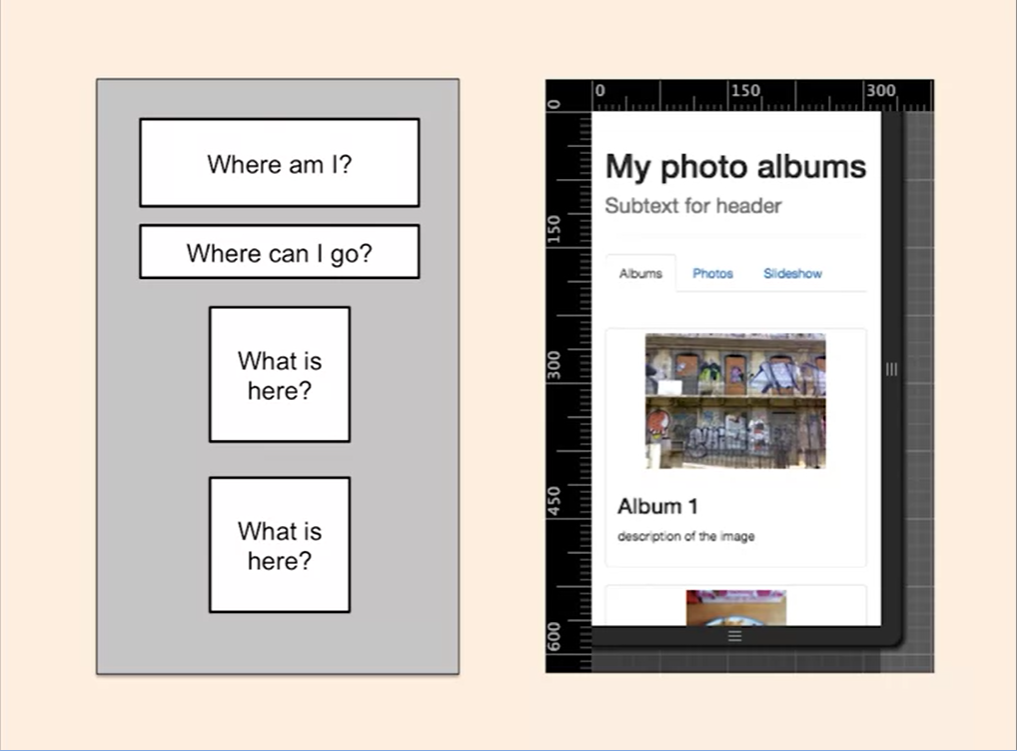 Where am I?
Where can I go?
What is
here?
What is
here?
0 150 300
0
150
300
450
600
My photo albums
Subtext for header
Albums Photos Slideshow
Album 1
description of the image